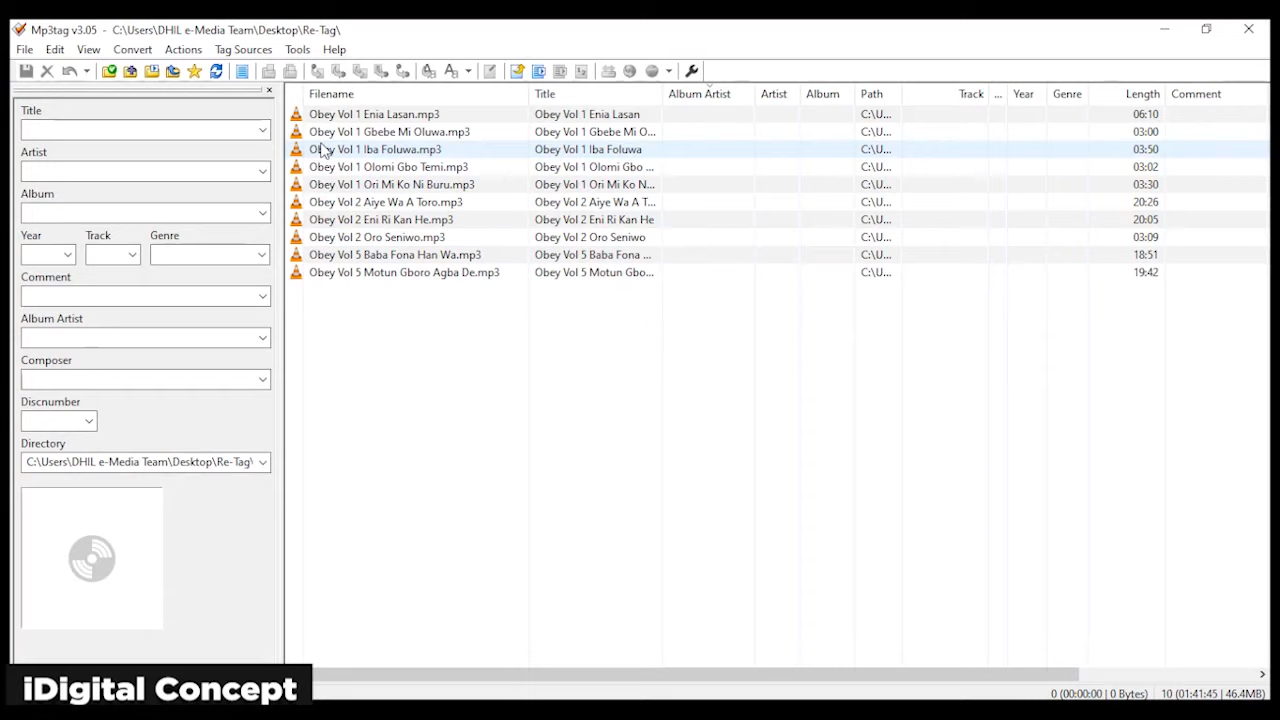 Mp3tag v3.05 - C:\Users\DHIL e-Media Team\Desktop\Re-Tag\
File Edit View Convert Actions Tag Sources Tools Help
Title
Artist
Album
Year Track Genre
Comment
Album Artist
Composer
Discnumber
Directory
C:\Users\DHIL e-Media Team\Desktop\Re-Tag\
Filename Title Album Artist Artist Album Path Track ... Year Genre Length Comment
Obey Vol 1 Enia Lasan.mp3 Obey Vol 1 Enia Lasan C:\U... 06:10
Obey Vol 1 Gbebe Mi Oluwa.mp3 Obey Vol 1 Gbebe Mi O... C:\U... 03:00
Obey Vol 1 Iba Foluwa.mp3 Obey Vol 1 Iba Foluwa C:\U... 03:50
Obey Vol 1 Olomi Gbo Temi.mp3 Obey Vol 1 Olomi Gbo ... C:\U... 03:02
Obey Vol 1 Ori Mi Ko Ni Buru.mp3 Obey Vol 1 Ori Mi Ko N... C:\U... 03:30
Obey Vol 2 Aiye Wa A Toro.mp3 Obey Vol 2 Aiye Wa A T... C:\U... 20:26
Obey Vol 2 Eni Ri Kan He.mp3 Obey Vol 2 Eni Ri Kan He C:\U... 20:05
Obey Vol 2 Oro Seniwo.mp3 Obey Vol 2 Oro Seniwo C:\U... 03:09
Obey Vol 5 Baba Fona Han Wa.mp3 Obey Vol 5 Baba Fona ... C:\U... 18:51
Obey Vol 5 Motun Gboro Agba De.mp3 Obey Vol 5 Motun Gbo... C:\U... 19:42
iDigital Concept
0 (00:00:00 | 0 Bytes) 10 (01:41:45 | 46.4MB)